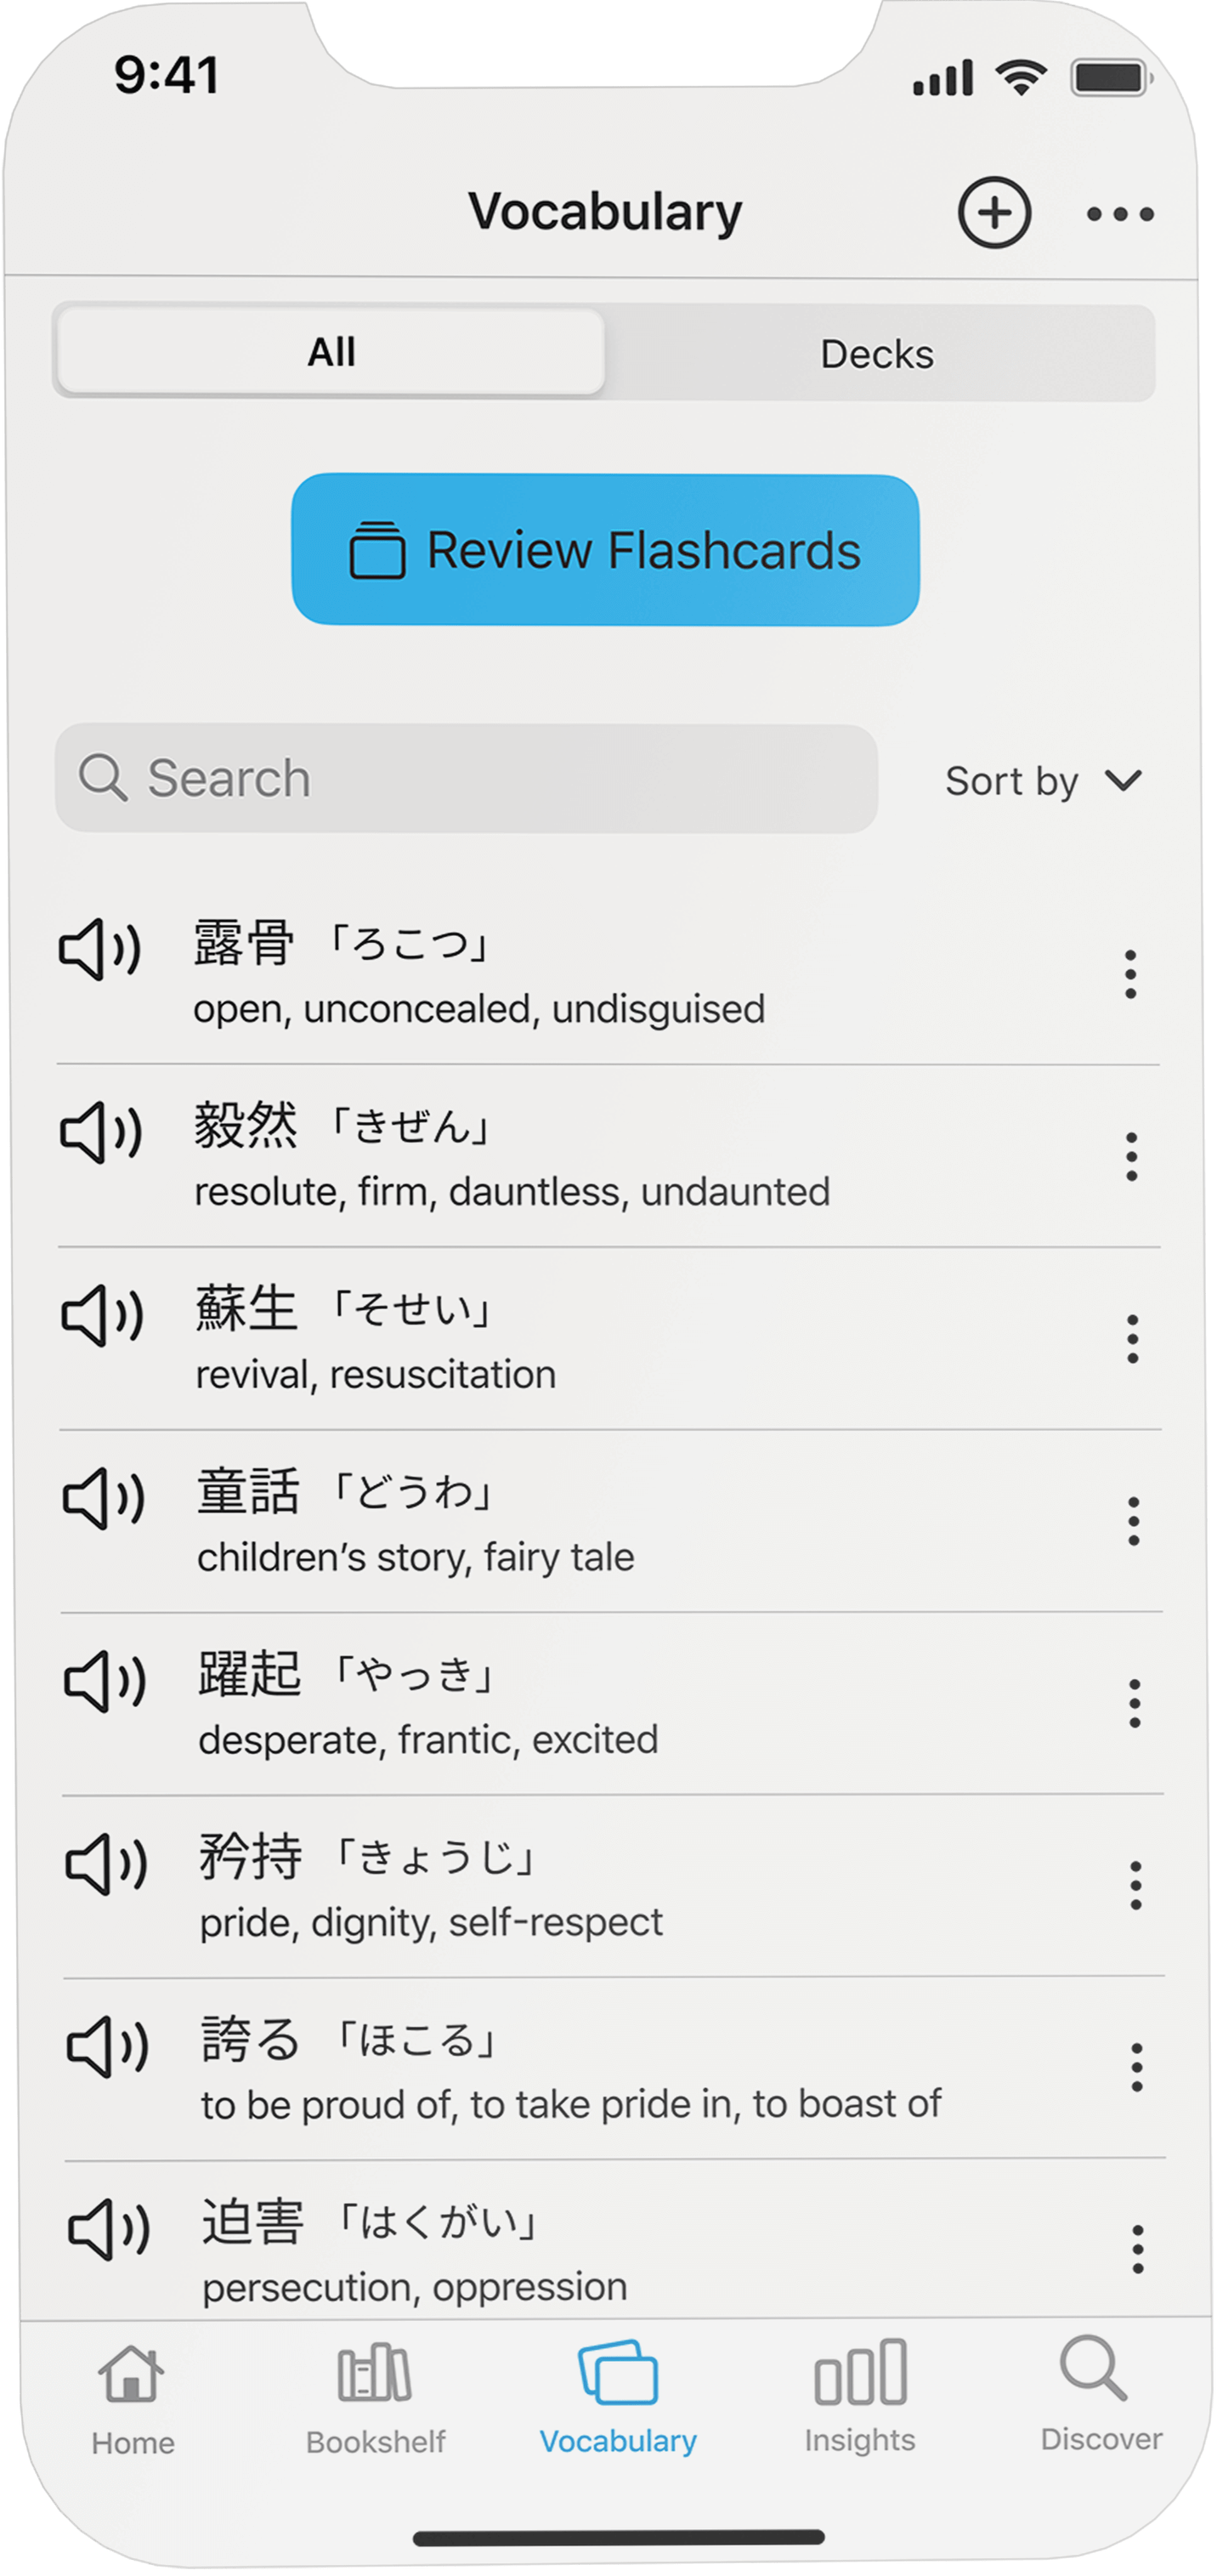 9:41
Vocabulary
All
Decks
Review Flashcards
Search
Sort by
露骨「ろこつ」
open, unconcealed, undisguised
毅然「きぜん」
resolute, firm, dauntless, undaunted
蘇生「そせい」
revival, resuscitation
童話「どうわ」
children’s story, fairy tale
躍起「やっき」
desperate, frantic, excited
矜持「きょうじ」
pride, dignity, self-respect
誇る「ほこる」
to be proud of, to take pride in, to boast of
迫害「はくがい」
persecution, oppression
Home
Bookshelf
Vocabulary
Insights
Discover